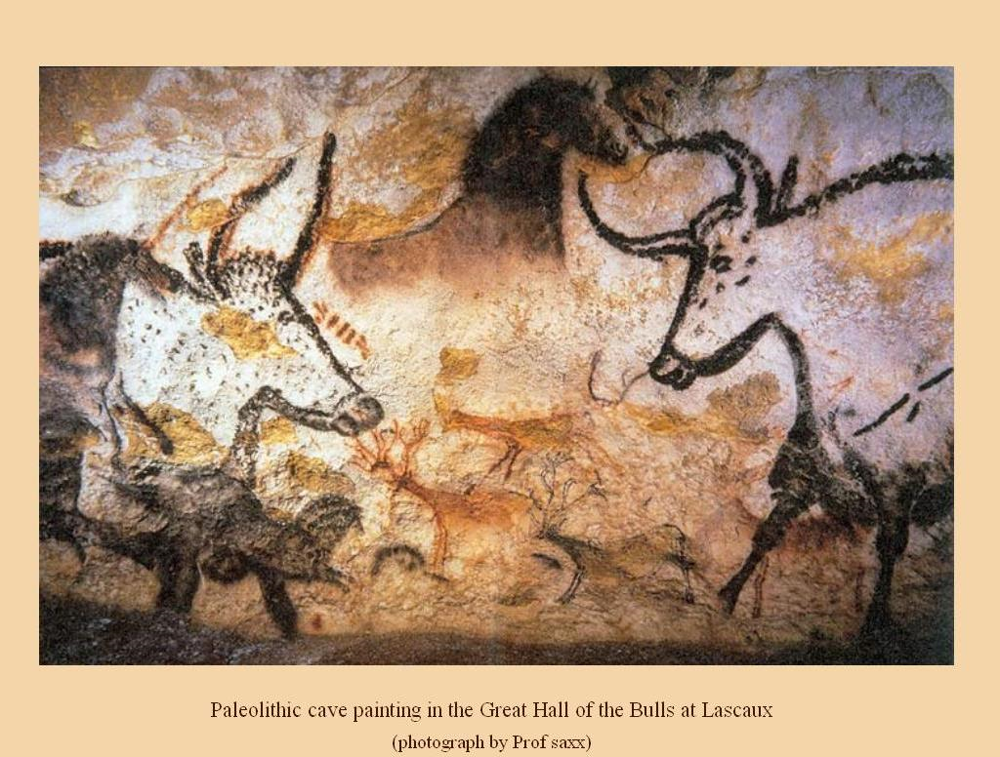 Paleolithic cave painting in the Great Hall of the Bulls at Lascaux
(photograph by Prof saxx)